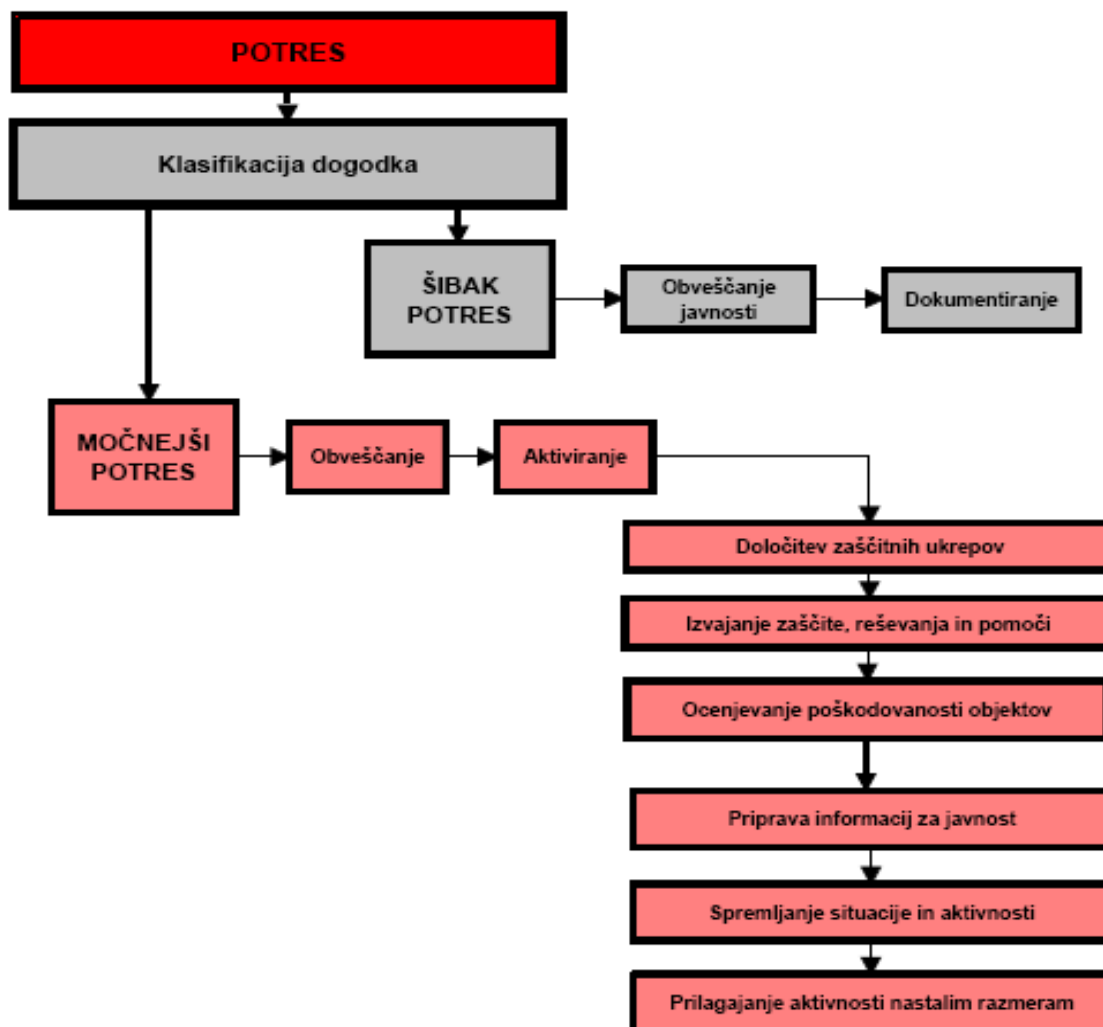 POTRES
Klasifikacija dogodka
ŠIBAK
POTRES
Obveščanje
javnosti
Dokumentiranje
MOČNEJŠI
POTRES
Obveščanje
Aktiviranje
Določitev zaščitnih ukrepov
Izvajanje zaščite, reševanja in pomoči
Ocenjevanje poškodovanosti objektov
Priprava informacij za javnost
Spremljanje situacije in aktivnosti
Prilagajanje aktivnosti nastalim razmeram